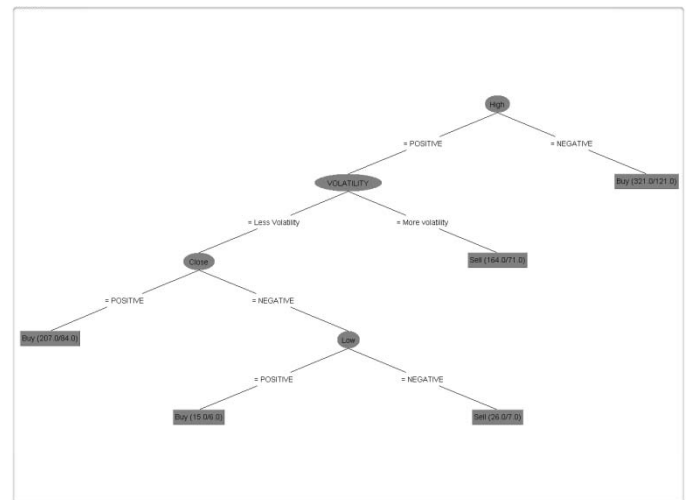 High
= POSITIVE
= NEGATIVE
VOLATILITY
Buy (321.0/121.0)
= Less Volatility
= More volatility
Close
Sell (164.0/71.0)
= POSITIVE
= NEGATIVE
Buy (207.0/94.0)
Low
= POSITIVE
= NEGATIVE
Buy (15.0/6.0)
Sell (26.0/7.0)